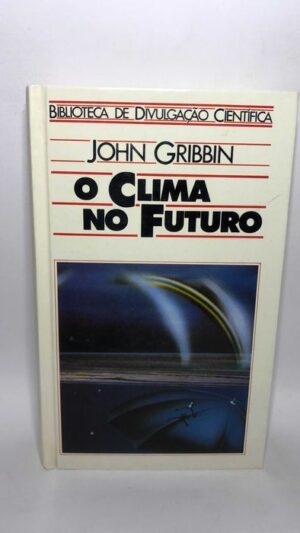 BIBLIOTECA DE DIVULGAÇÃO CIENTÍFICA
JOHN GRIBBIN
O CLIMA
NO FUTURO